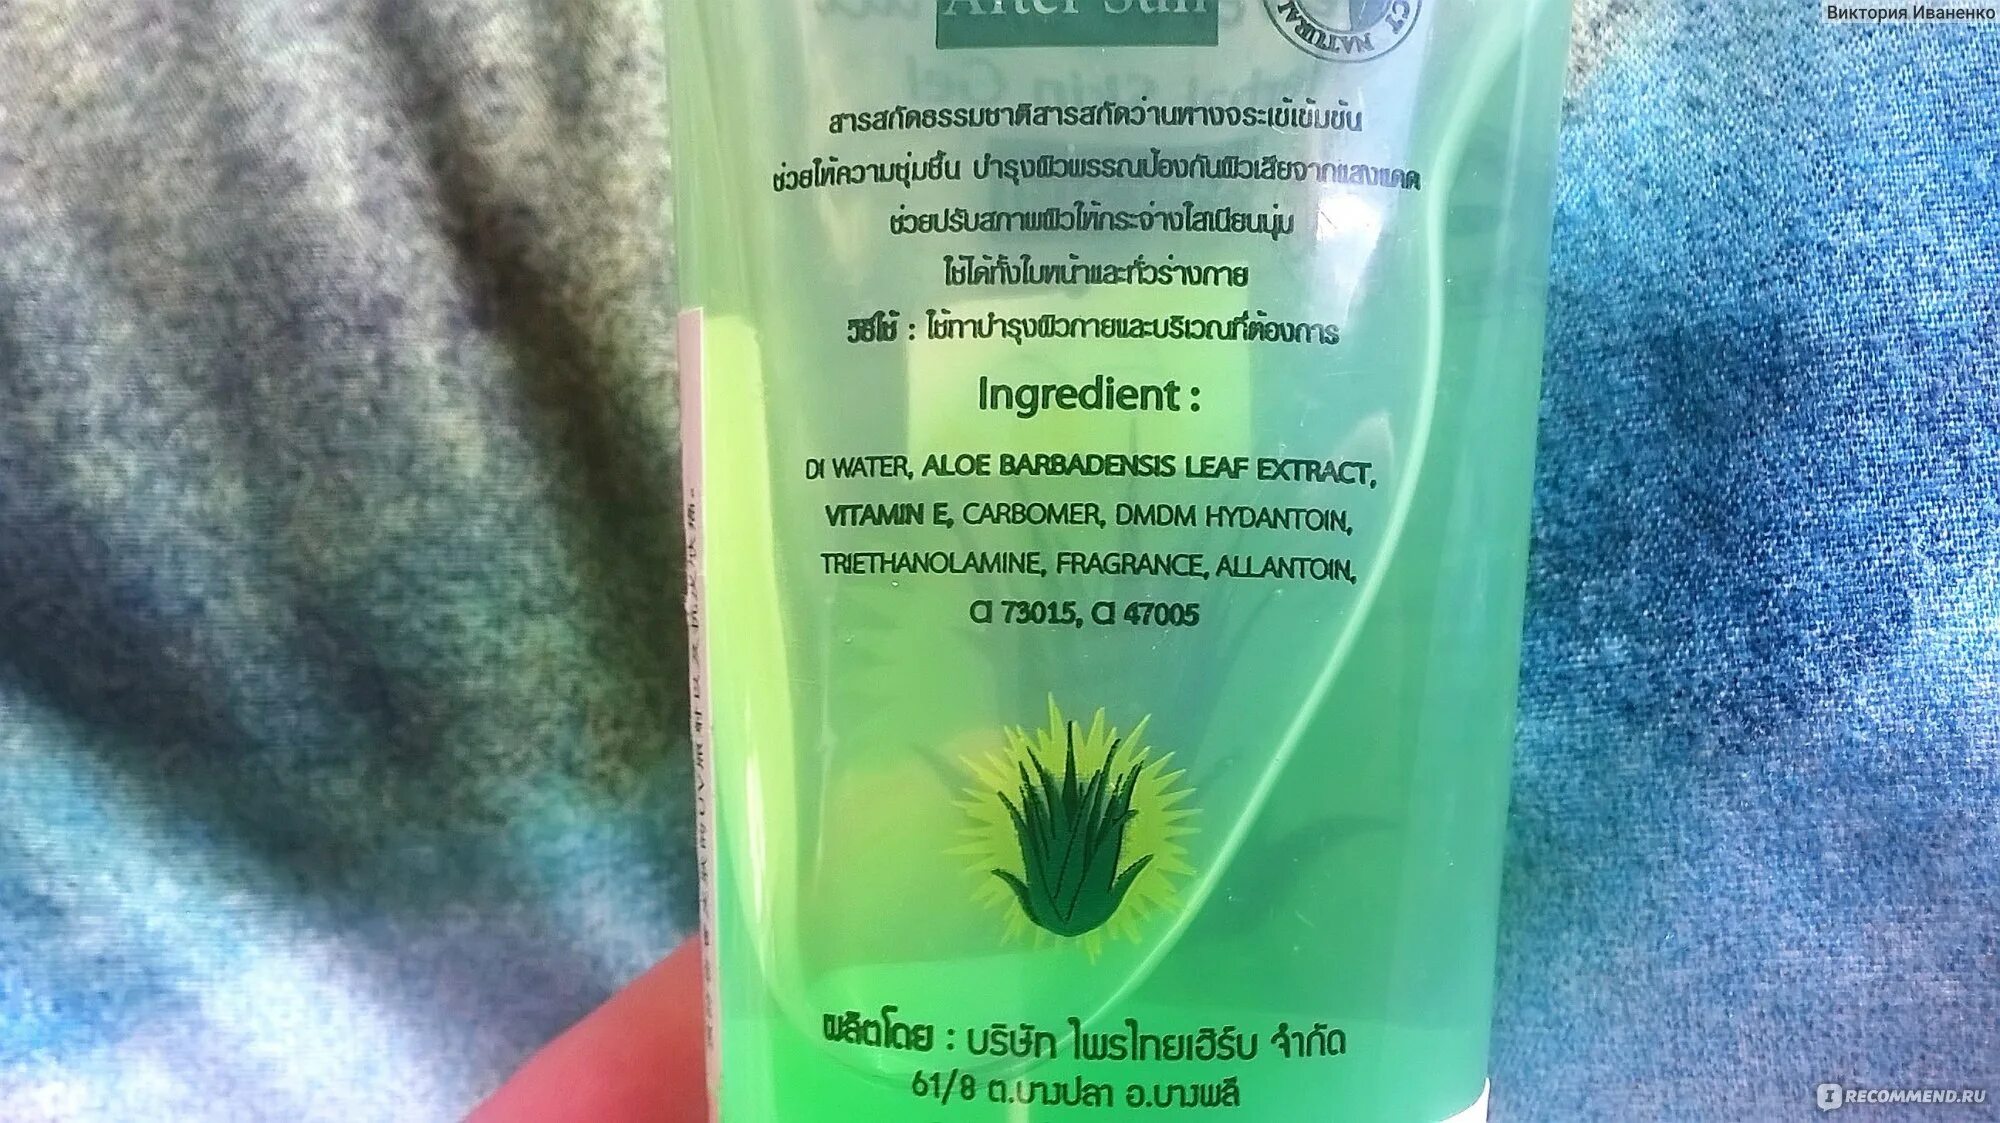 Виктория Иваненко
After Sun
NATURAL
สารสกัดธรรมชาติสารสกัดว่านหางจระเข้เข้มข้น
ช่วยให้ความชุ่มชื้น บำรุงผิวพรรณป้องกันผิวเสียจากแสงแดด
ช่วยปรับสภาพผิวให้กระจ่างใสเนียนนุ่ม
ใช้ได้ทั้งใบหน้าและทั่วร่างกาย
วิธีใช้ : ใช้ทาบำรุงผิวกายและบริเวณที่ต้องการ
Ingredient :
DI WATER, ALOE BARBADENSIS LEAF EXTRACT,
VITAMIN E, CARBOMER, DMDM HYDANTOIN,
TRIETHANOLAMINE, FRAGRANCE, ALLANTOIN,
CI 73015, CI 47005
ผลิตโดย : บริษัท ไพรไทยเฮิร์บ จำกัด
61/8 ต.บางปลา อ.บางพลี
IRECOMMEND.RU